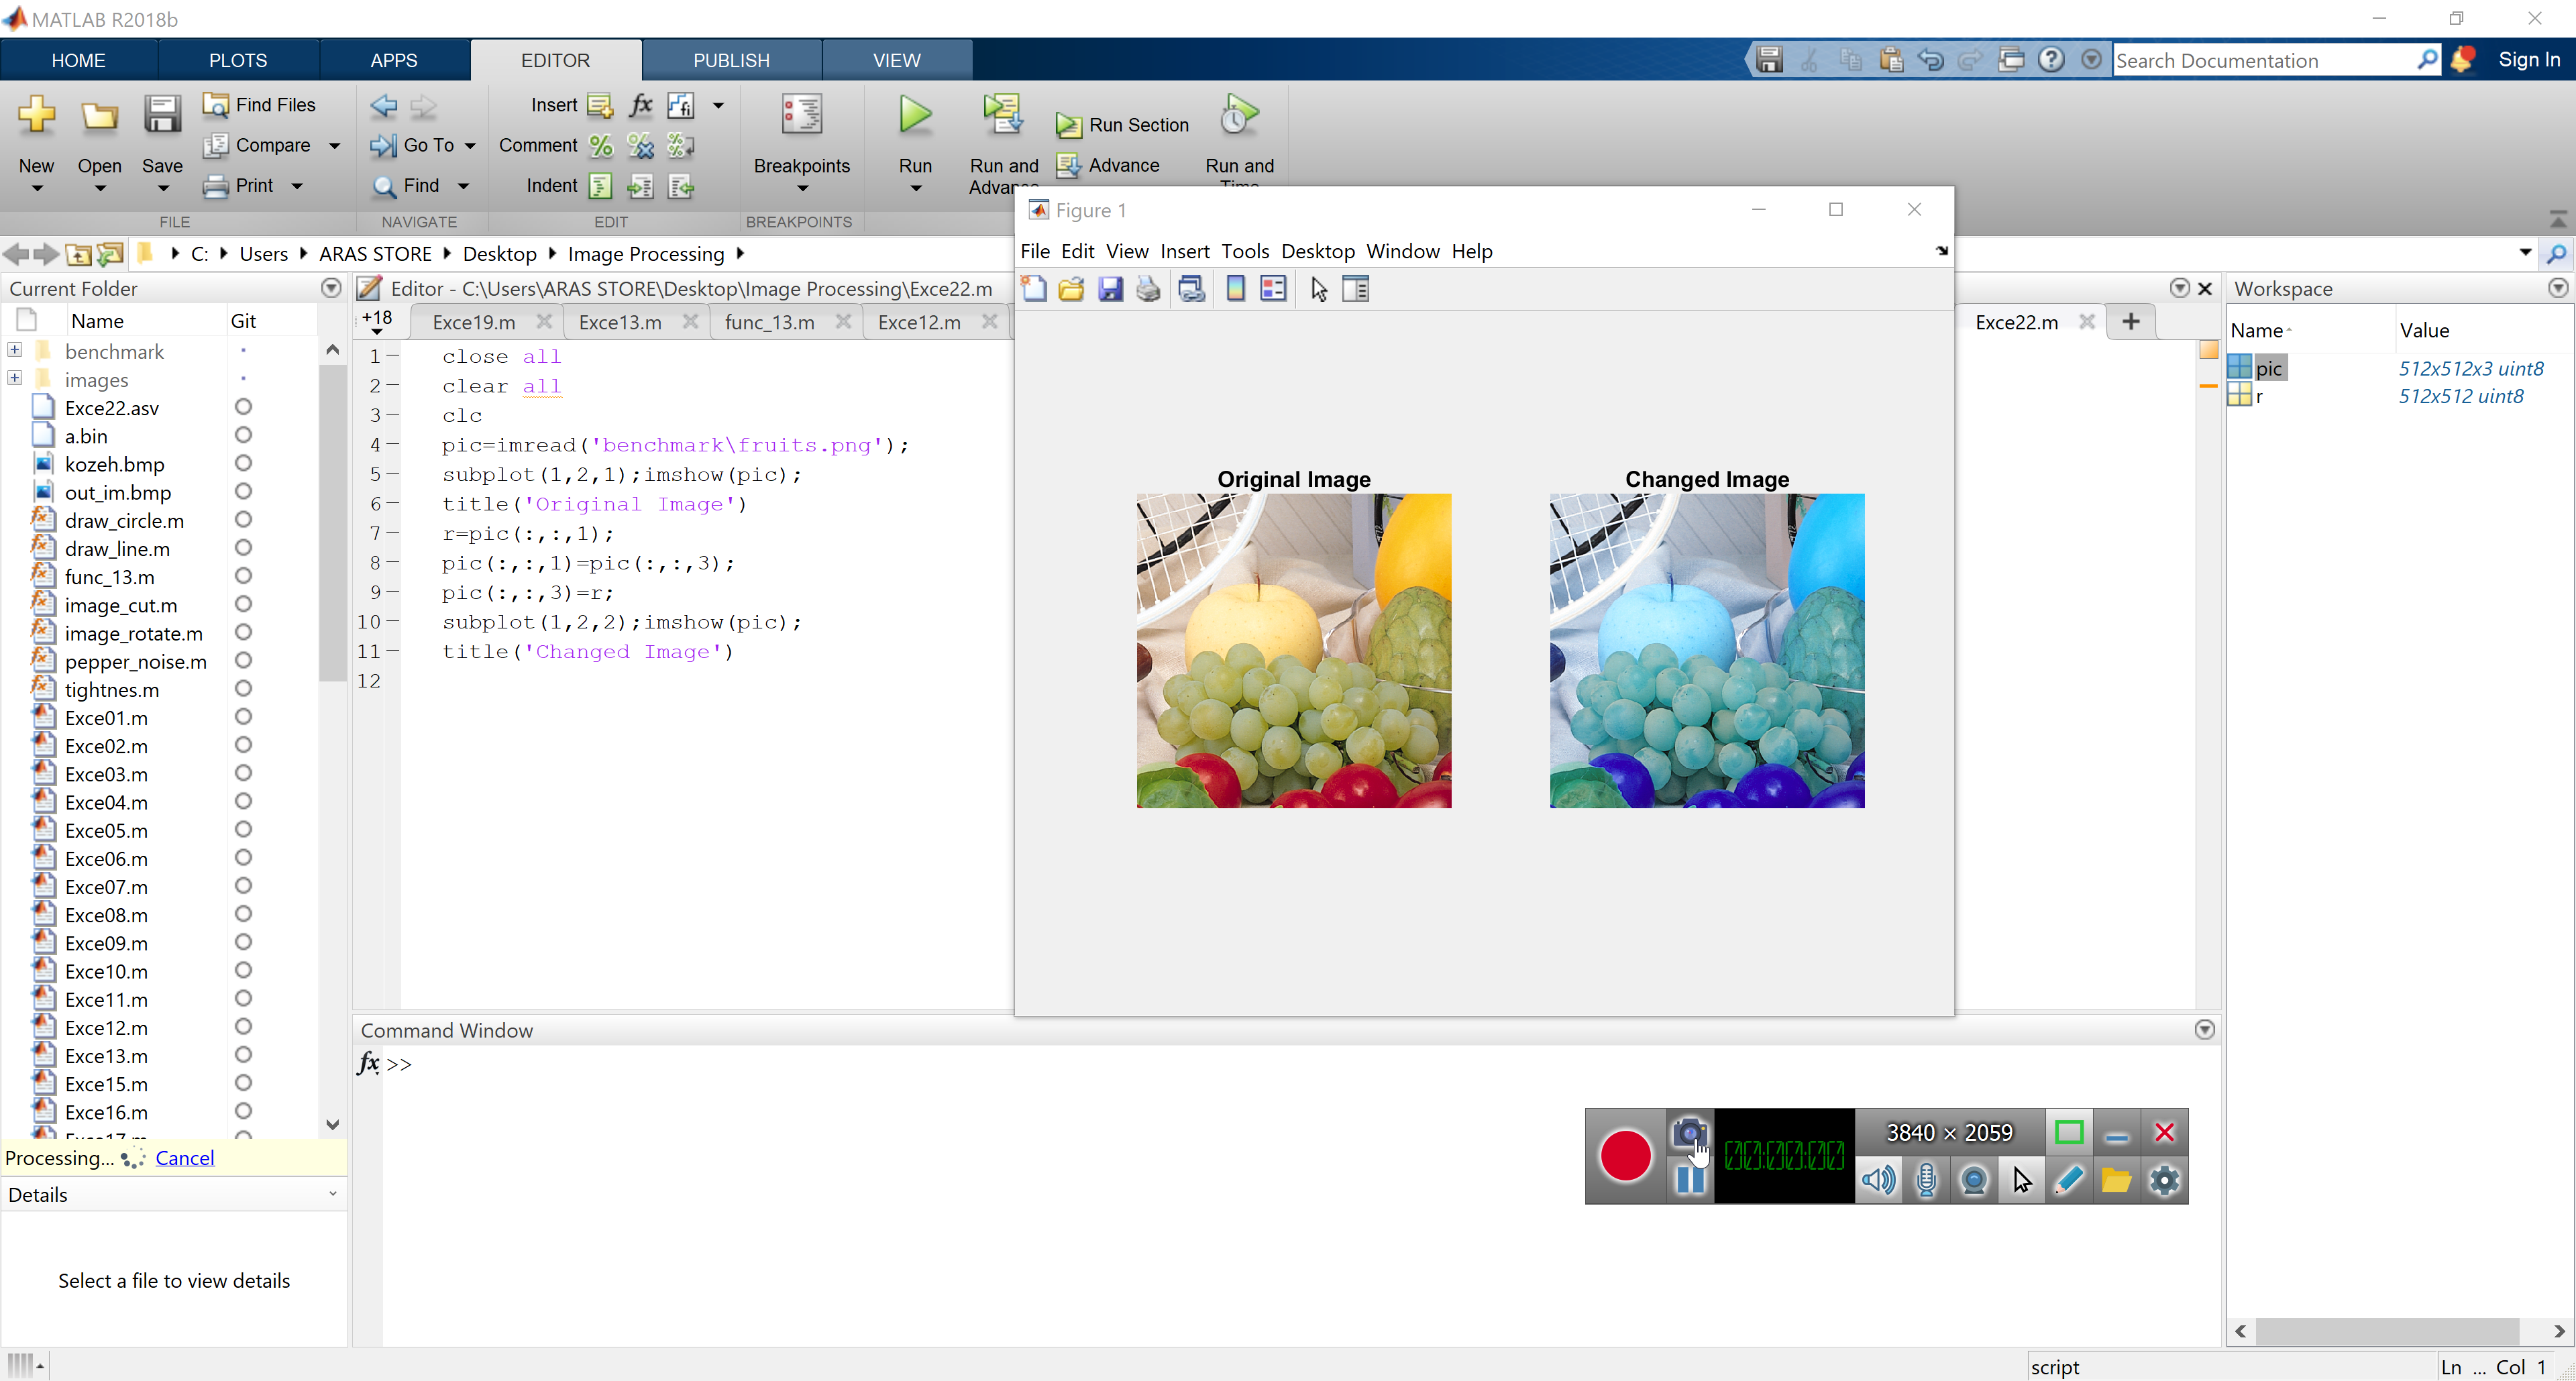 MATLAB R2018b
HOME PLOTS APPS EDITOR PUBLISH VIEW
Search Documentation Sign In
New Open Save Find Files Compare Print
FILE
Go To Find
NAVIGATE
Insert fx fi
Comment
Indent
EDIT
Breakpoints
BREAKPOINTS
Run
Run and Advance
Run Section
Advance
Run and Time
C: Users ARAS STORE Desktop Image Processing
Current Folder
Name Git
benchmark
images
Exce22.asv
a.bin
kozeh.bmp
out_im.bmp
draw_circle.m
draw_line.m
func_13.m
image_cut.m
image_rotate.m
pepper_noise.m
tightnes.m
Exce01.m
Exce02.m
Exce03.m
Exce04.m
Exce05.m
Exce06.m
Exce07.m
Exce08.m
Exce09.m
Exce10.m
Exce11.m
Exce12.m
Exce13.m
Exce15.m
Exce16.m
Exce17.m
Processing... Cancel
Details
Select a file to view details
Editor - C:\Users\ARAS STORE\Desktop\Image Processing\Exce22.m
+18 Exce19.m Exce13.m func_13.m Exce12.m Exce22.m
1 close all
2 clear all
3 clc
4 pic=imread('benchmark\fruits.png');
5 subplot(1,2,1);imshow(pic);
6 title('Original Image')
7 r=pic(:,:,1);
8 pic(:,:,1)=pic(:,:,3);
9 pic(:,:,3)=r;
10 subplot(1,2,2);imshow(pic);
11 title('Changed Image')
12
Figure 1
File Edit View Insert Tools Desktop Window Help
Original Image Changed Image
Command Window
fx >>
00:00:00 3840 × 2059
Workspace
Name Value
pic 512x512x3 uint8
r 512x512 uint8
script Ln ... Col 1